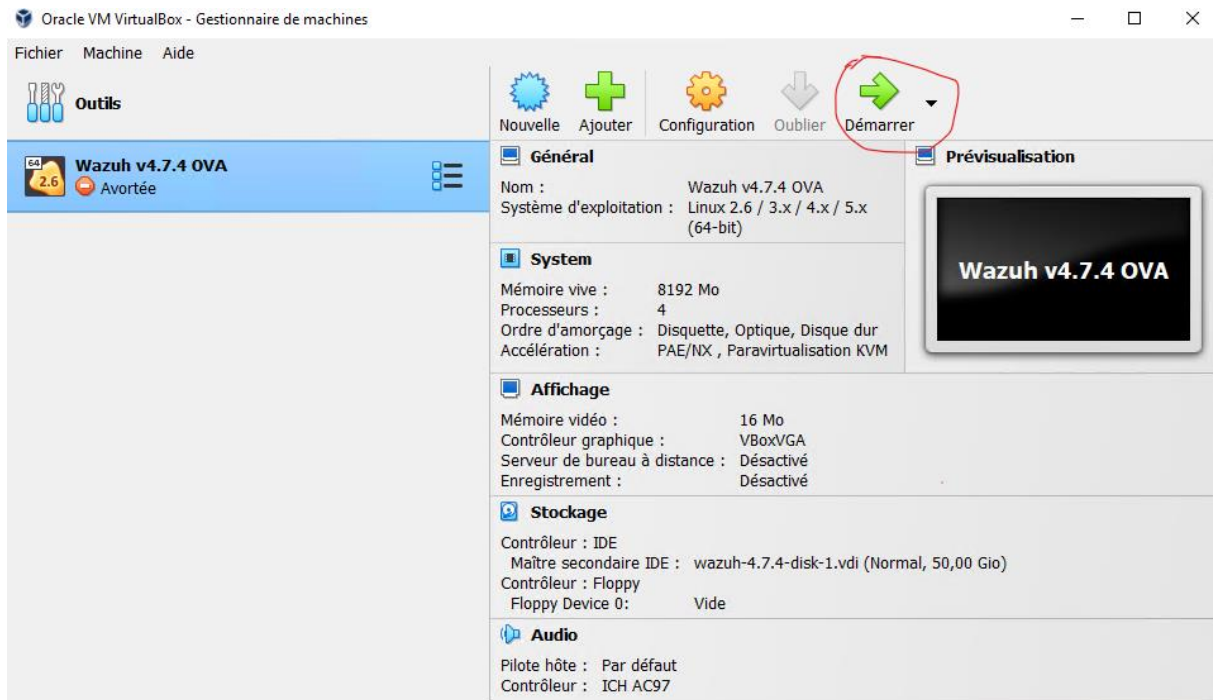 Oracle VM VirtualBox - Gestionnaire de machines
Fichier Machine Aide
Outils
Nouvelle Ajouter Configuration Oublier Démarrer
64
2.6
Wazuh v4.7.4 OVA
Avortée
Général
Nom : Wazuh v4.7.4 OVA
Système d'exploitation : Linux 2.6 / 3.x / 4.x / 5.x
(64-bit)
Prévisualisation
Wazuh v4.7.4 OVA
System
Mémoire vive : 8192 Mo
Processeurs : 4
Ordre d'amorçage : Disquette, Optique, Disque dur
Accélération : PAE/NX , Paravirtualisation KVM
Affichage
Mémoire vidéo : 16 Mo
Contrôleur graphique : VBoxVGA
Serveur de bureau à distance : Désactivé
Enregistrement : Désactivé
Stockage
Contrôleur : IDE
Maître secondaire IDE : wazuh-4.7.4-disk-1.vdi (Normal, 50,00 Gio)
Contrôleur : Floppy
Floppy Device 0: Vide
Audio
Pilote hôte : Par défaut
Contrôleur : ICH AC97